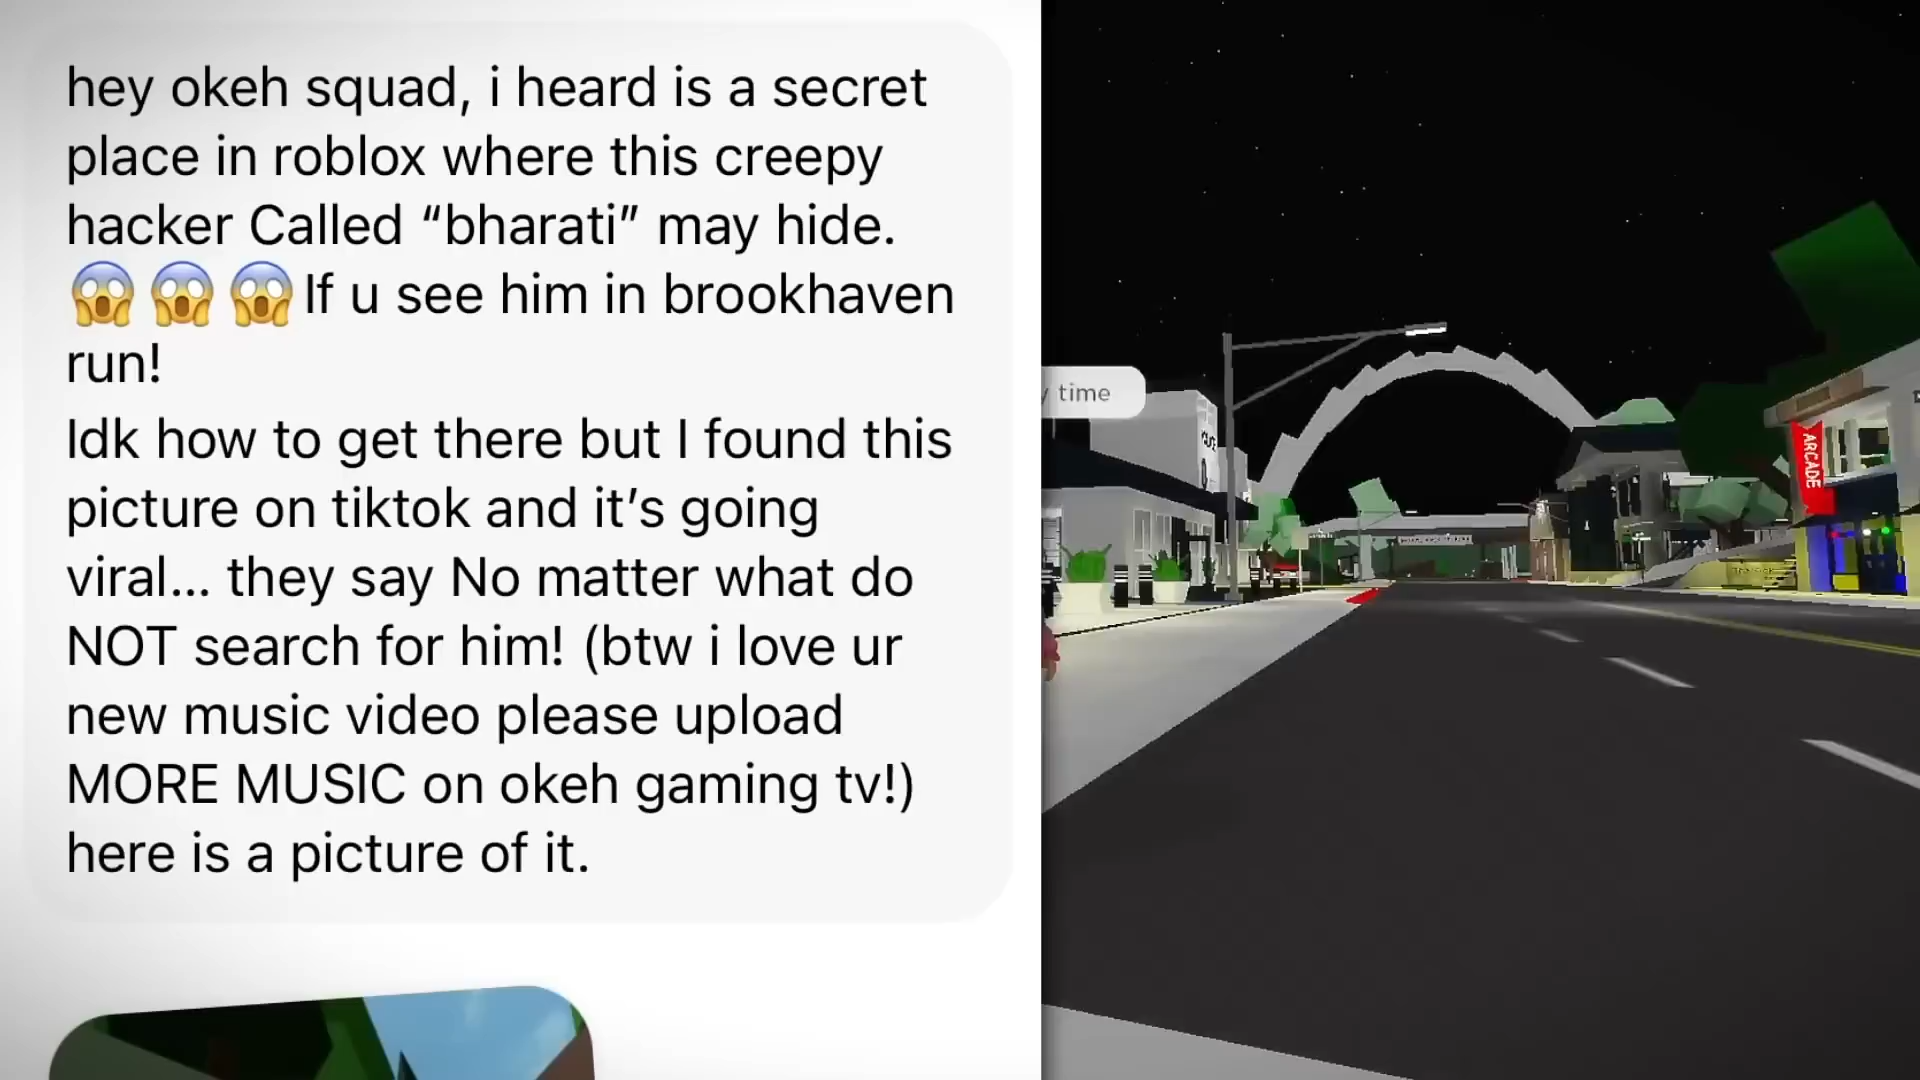 hey okeh squad, i heard is a secret
place in roblox where this creepy
hacker Called “bharati” may hide.
😱 😱 😱 If u see him in brookhaven
run!
Idk how to get there but I found this
picture on tiktok and it’s going
viral... they say No matter what do
NOT search for him! (btw i love ur
new music video please upload
MORE MUSIC on okeh gaming tv!)
here is a picture of it.
y time
ARCADE